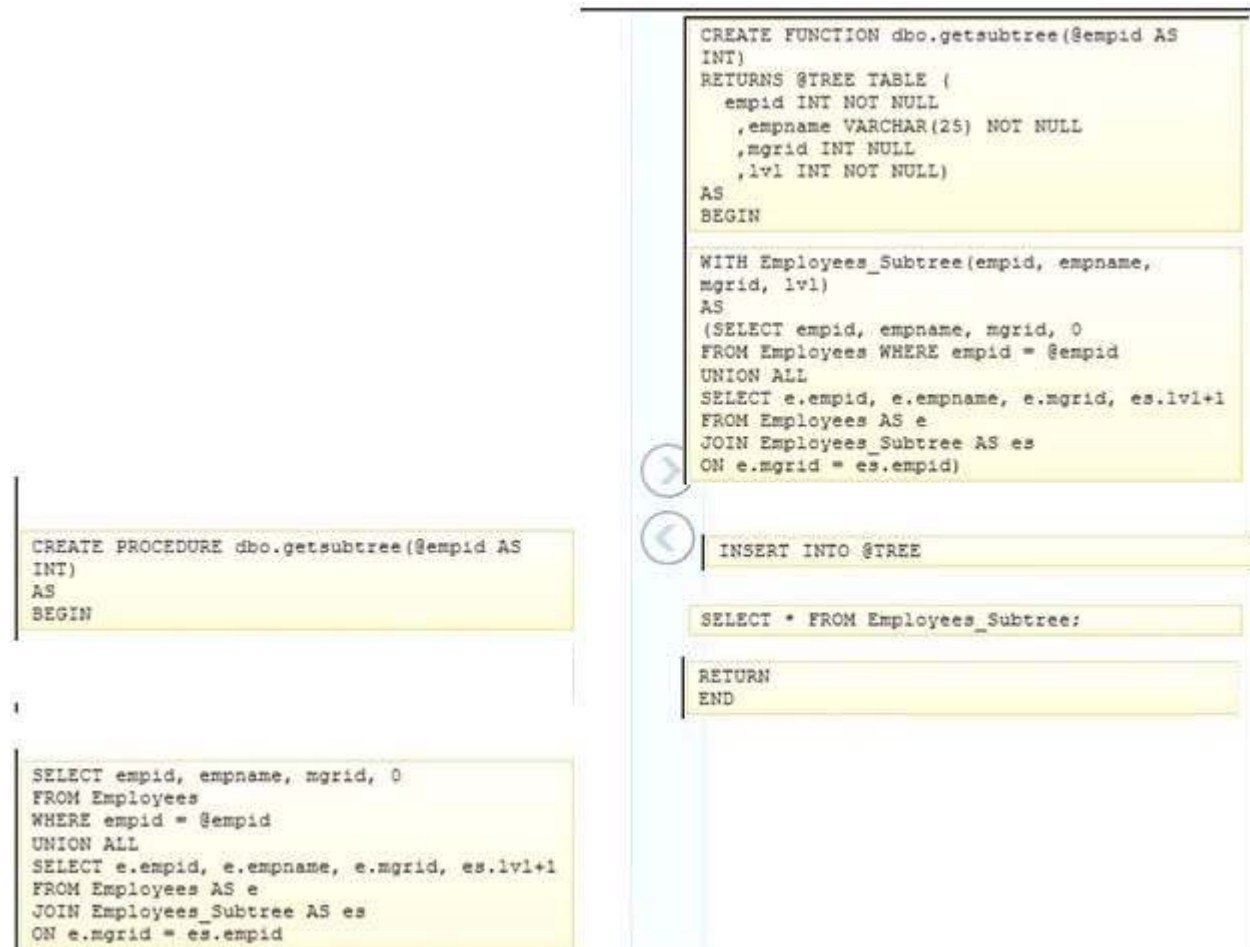 CREATE PROCEDURE dbo.getsubtree(@empid AS
INT)
AS
BEGIN
SELECT empid, empname, mgrid, 0
FROM Employees
WHERE empid = @empid
UNION ALL
SELECT e.empid, e.empname, e.mgrid, es.lvl+1
FROM Employees AS e
JOIN Employees_Subtree AS es
ON e.mgrid = es.empid
CREATE FUNCTION dbo.getsubtree(@empid AS
INT)
RETURNS @TREE TABLE (
empid INT NOT NULL
,empname VARCHAR(25) NOT NULL
,mgrid INT NULL
,lvl INT NOT NULL)
AS
BEGIN
WITH Employees_Subtree(empid, empname,
mgrid, lvl)
AS
(SELECT empid, empname, mgrid, 0
FROM Employees WHERE empid = @empid
UNION ALL
SELECT e.empid, e.empname, e.mgrid, es.lvl+1
FROM Employees AS e
JOIN Employees_Subtree AS es
ON e.mgrid = es.empid)
INSERT INTO @TREE
SELECT * FROM Employees_Subtree;
RETURN
END